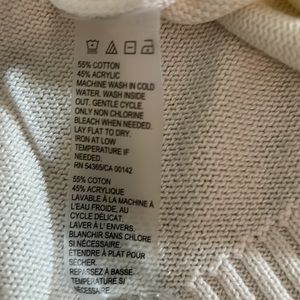 55% COTTON
45% ACRYLIC
MACHINE WASH IN COLD
WATER. WASH INSIDE
OUT. GENTLE CYCLE.
ONLY NON CHLORINE
BLEACH WHEN NEEDED.
LAY FLAT TO DRY.
IRON AT LOW
TEMPERATURE IF
NEEDED.
RN 54365/CA 00142
55% COTON
45% ACRYLIQUE
LAVABLE À LA MACHINE À
L'EAU FROIDE, AU
CYCLE DÉLICAT.
LAVER À L' ENVERS.
BLANCHIR SANS CHLORE
SI NÉCESSAIRE.
ÉTENDRE À PLAT POUR
SÉCHER.
REPASSEZ À BASSE
TEMPERATURE S/
NÉCESSAIRE